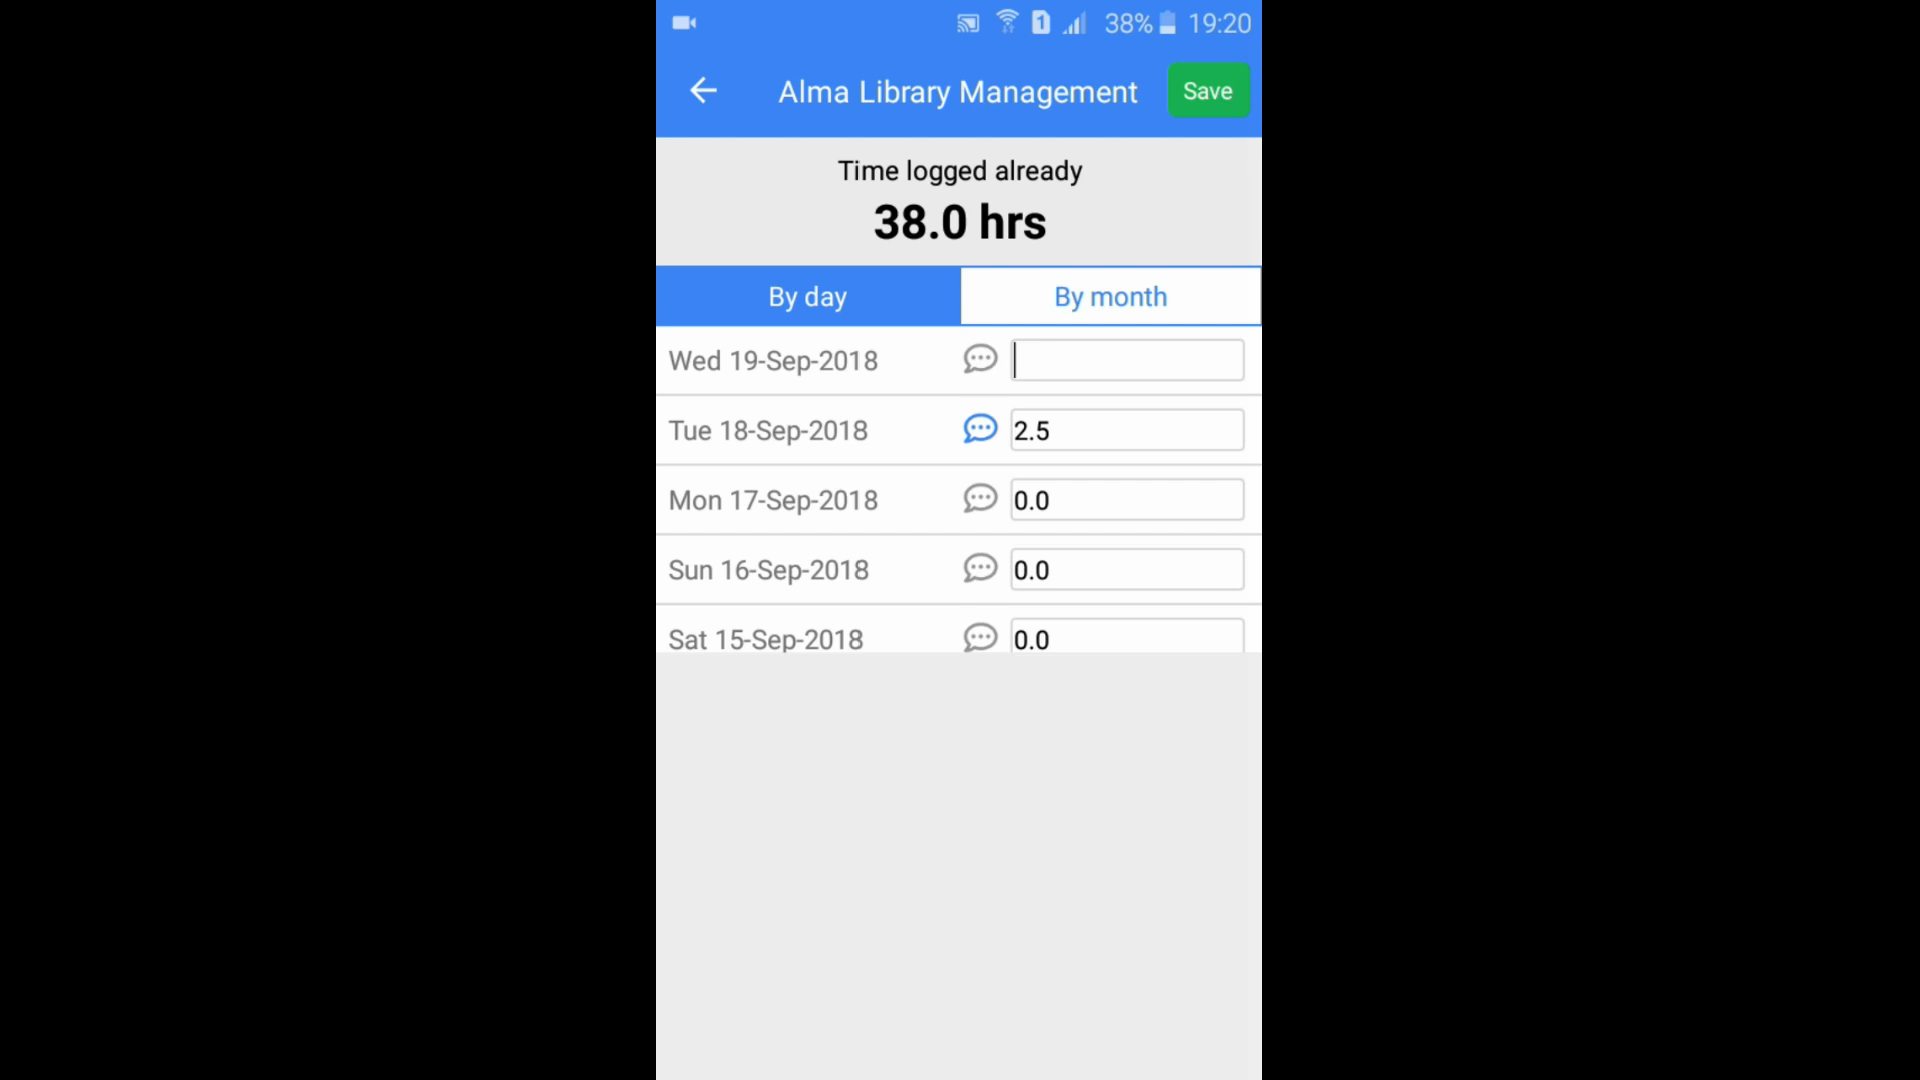 1 38% 19:20
Alma Library Management Save
Time logged already
38.0 hrs
By day By month
Wed 19-Sep-2018
Tue 18-Sep-2018 2.5
Mon 17-Sep-2018 0.0
Sun 16-Sep-2018 0.0
Sat 15-Sep-2018 0.0